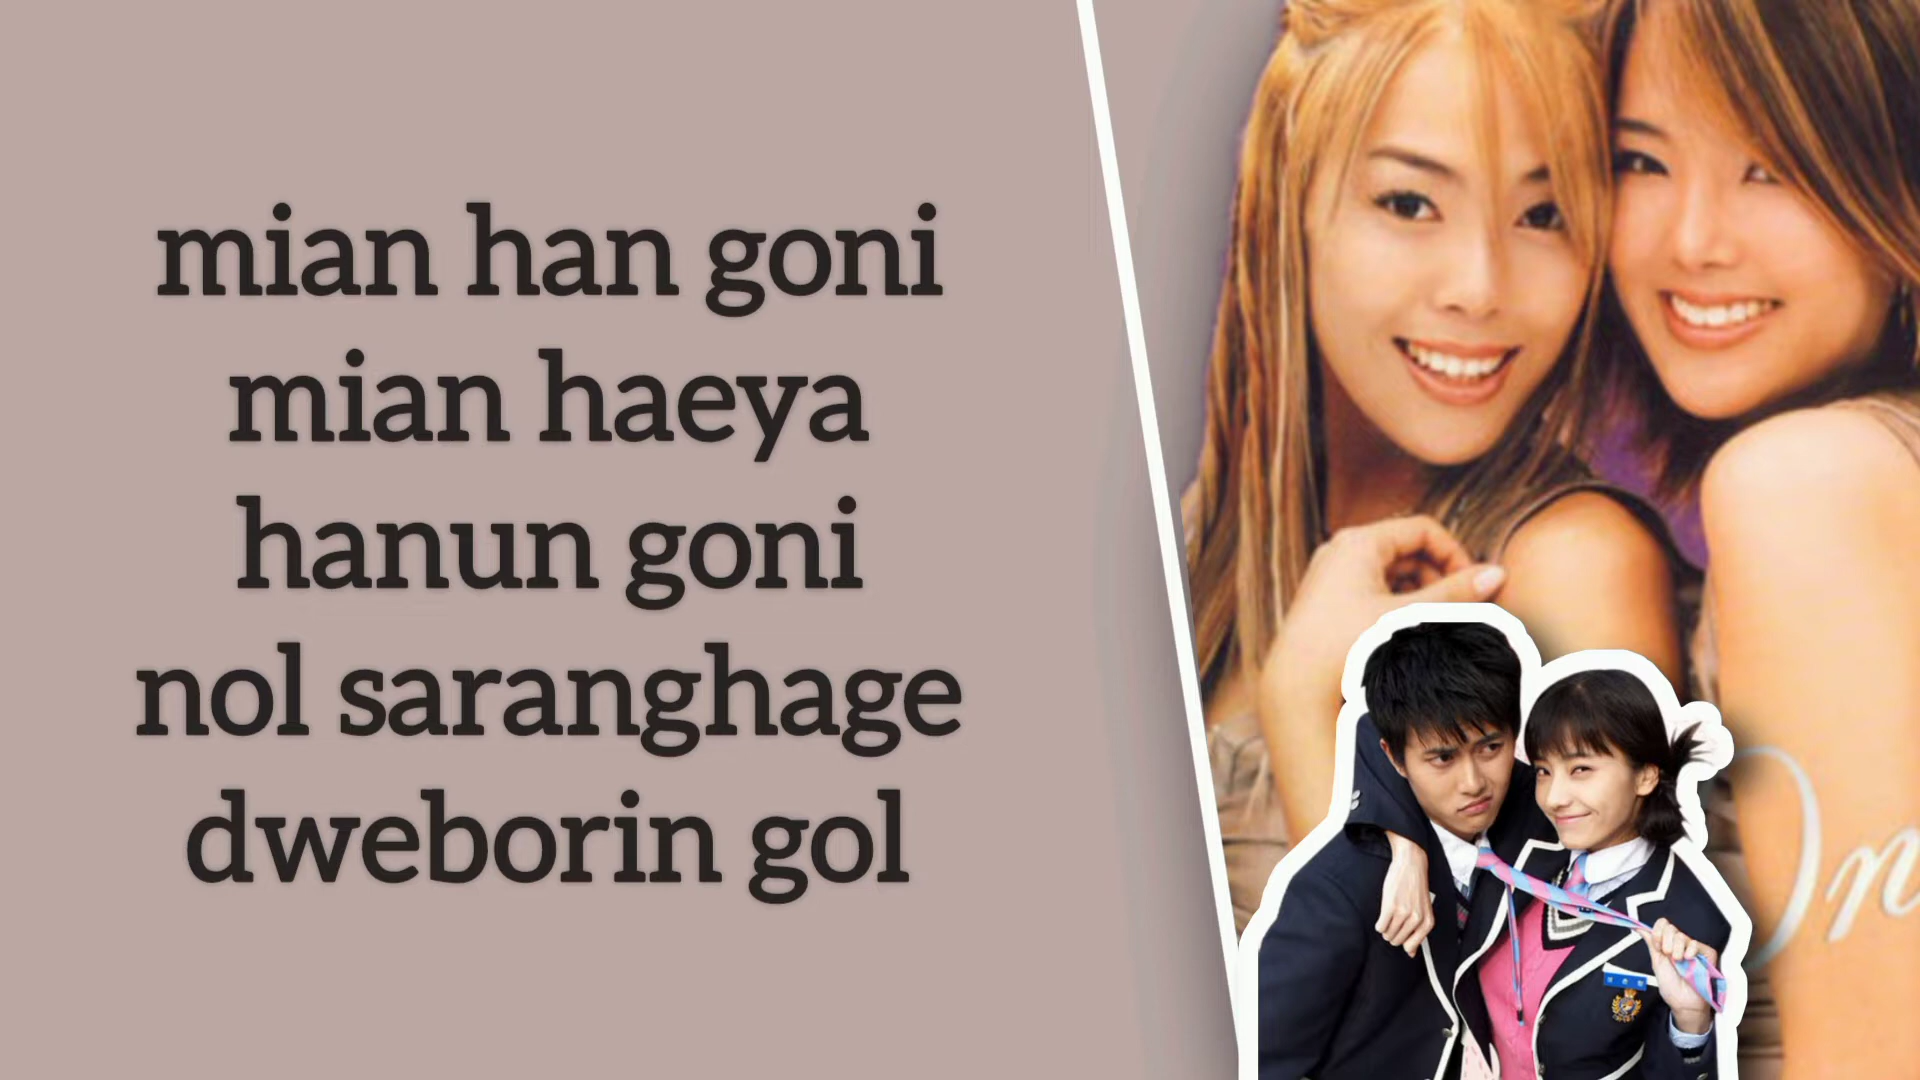 mian han goni
mian haeya
hanun goni
nol saranghage
dweborin gol